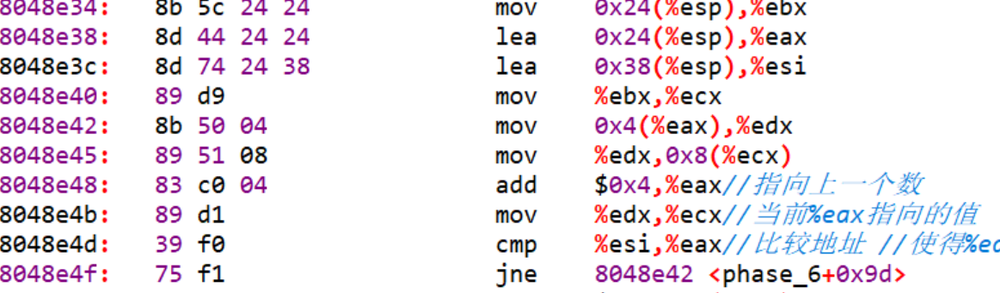 8048e34: 8b 5c 24 24 mov 0x24(%esp),%ebx
8048e38: 8d 44 24 24 lea 0x24(%esp),%eax
8048e3c: 8d 74 24 38 lea 0x38(%esp),%esi
8048e40: 89 d9 mov %ebx,%ecx
8048e42: 8b 50 04 mov 0x4(%eax),%edx
8048e45: 89 51 08 mov %edx,0x8(%ecx)
8048e48: 83 c0 04 add $0x4,%eax//指向上一个数
8048e4b: 89 d1 mov %edx,%ecx//当前%eax指向的值
8048e4d: 39 f0 cmp %esi,%eax//比较地址 //使得%ea
8048e4f: 75 f1 jne 8048e42 <phase_6+0x9d>